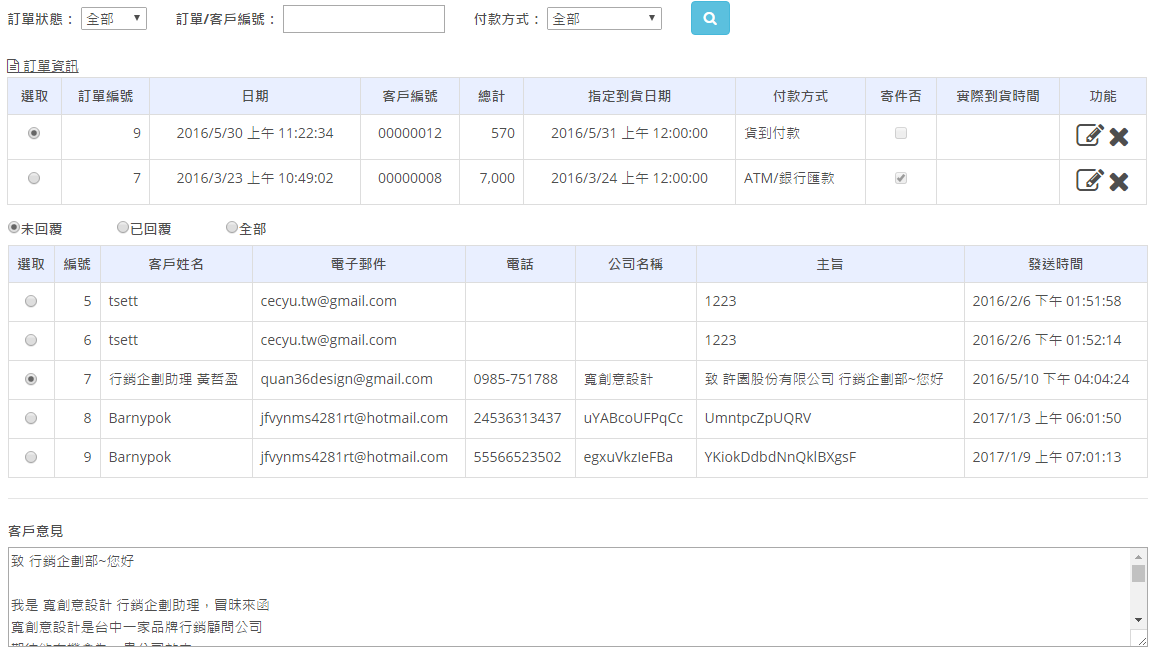 訂單狀態： 全部 訂單/客戶編號： 付款方式： 全部
訂單資訊
選取 訂單編號 日期 客戶編號 總計 指定到貨日期 付款方式 寄件否 實際到貨時間 功能
9 2016/5/30 上午 11:22:34 00000012 570 2016/5/31 上午 12:00:00 貨到付款
7 2016/3/23 上午 10:49:02 00000008 7,000 2016/3/24 上午 12:00:00 ATM/銀行匯款
未回覆 已回覆 全部
選取 編號 客戶姓名 電子郵件 電話 公司名稱 主旨 發送時間
5 tsett cecyu.tw@gmail.com 1223 2016/2/6 下午 01:51:58
6 tsett cecyu.tw@gmail.com 1223 2016/2/6 下午 01:52:14
7 行銷企劃助理 黃哲盈 quan36design@gmail.com 0985-751788 寬創意設計 致 許園股份有限公司 行銷企劃部~您好 2016/5/10 下午 04:04:24
8 Barnypok jfvynms4281rt@hotmail.com 24536313437 uYABcoUFPqCc UmntpcZpUQRV 2017/1/3 上午 06:01:50
9 Barnypok jfvynms4281rt@hotmail.com 55566523502 egxuVkzIeFBa YKiokDdbdNnQklBXgsF 2017/1/9 上午 07:01:13
客戶意見
致 行銷企劃部~您好
我是 寬創意設計 行銷企劃助理，冒昧來函
寬創意設計是台中一家品牌行銷顧問公司